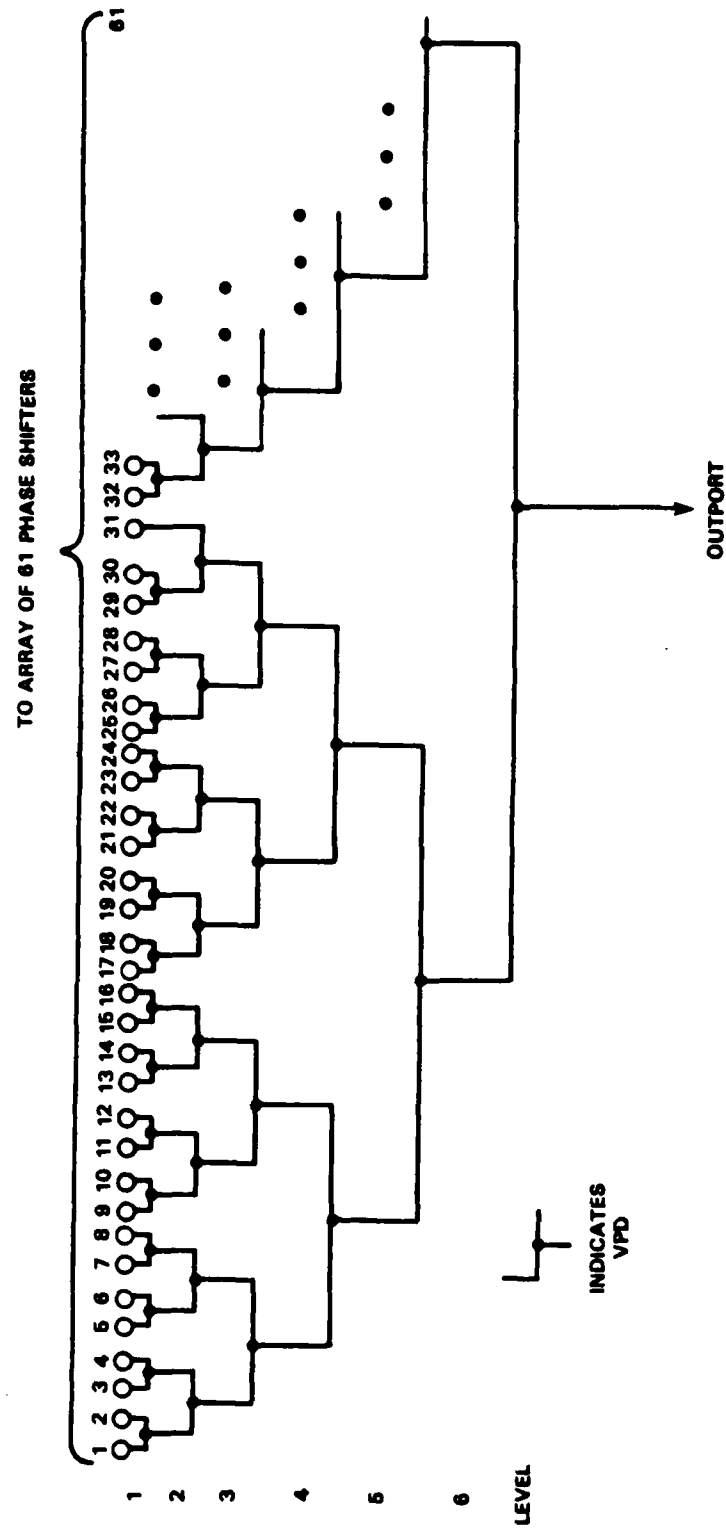 TO ARRAY OF 61 PHASE SHIFTERS
1 2 3 4 5 6 7 8 9 10 11 12 13 14 15 16 17 18 19 20 21 22 23 24 25 26 27 28 29 30 31 32 33 61
1
2
3
4
5
6
LEVEL
INDICATES
VPD
OUTPORT